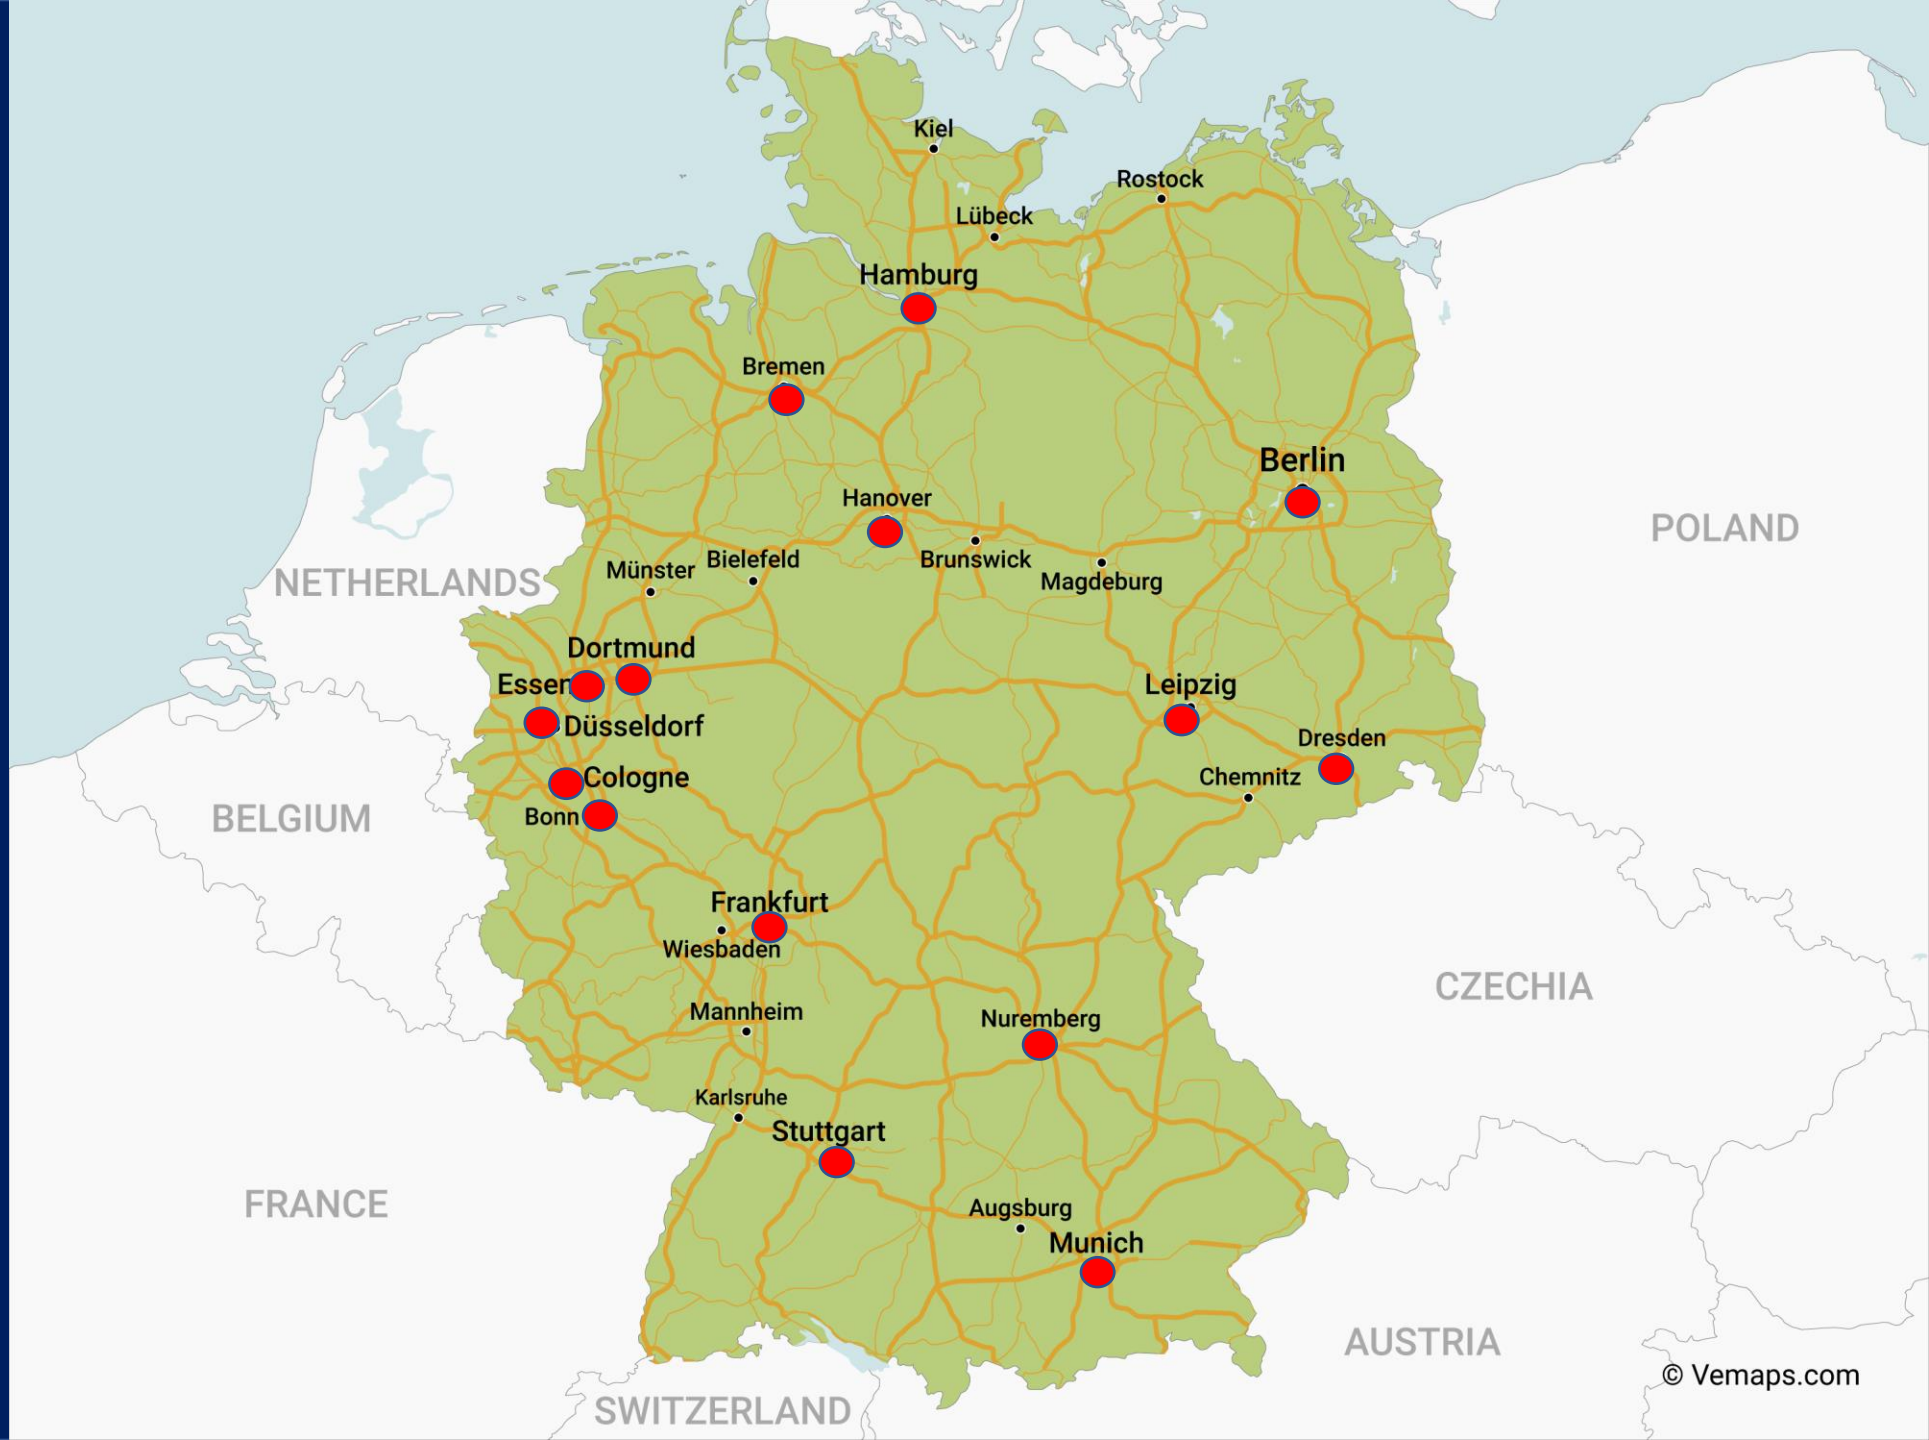 Kiel
Rostock
Lübeck
Hamburg
Bremen
Berlin
Hanover
POLAND
Brunswick
Bielefeld
Münster
Magdeburg
NETHERLANDS
Dortmund
Essen
Leipzig
Düsseldorf
Dresden
Cologne
Chemnitz
BELGIUM
Bonn
Frankfurt
Wiesbaden
CZECHIA
Mannheim
Nuremberg
Karlsruhe
Stuttgart
FRANCE
Augsburg
Munich
AUSTRIA
© Vemaps.com
SWITZERLAND